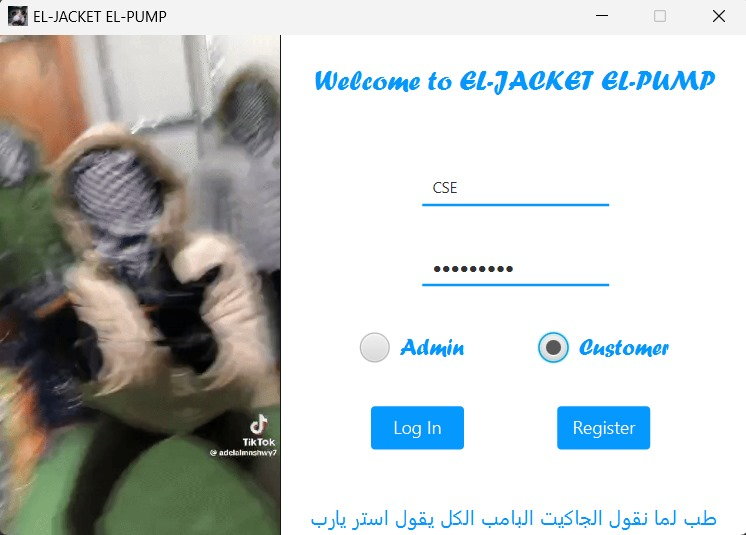 EL-JACKET EL-PUMP
Welcome to EL-JACKET EL-PUMP
CSE
•••••••••
Admin
Customer
Log In
Register
TikTok
@adelalmnshwy7
طب لما نقول الجاكيت البامب الكل يقول استر يارب